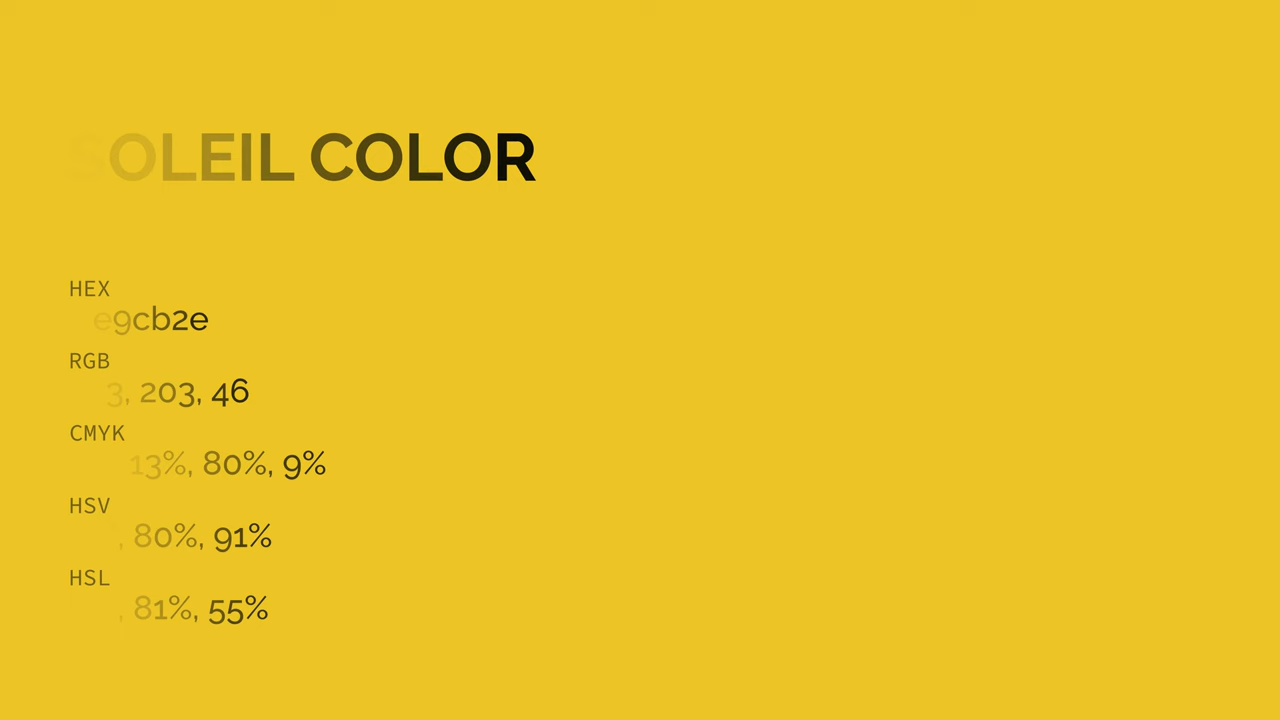 SOLEIL COLOR
HEX
e9cb2e
RGB
3, 203, 46
CMYK
13%, 80%, 9%
HSV
, 80%, 91%
HSL
, 81%, 55%